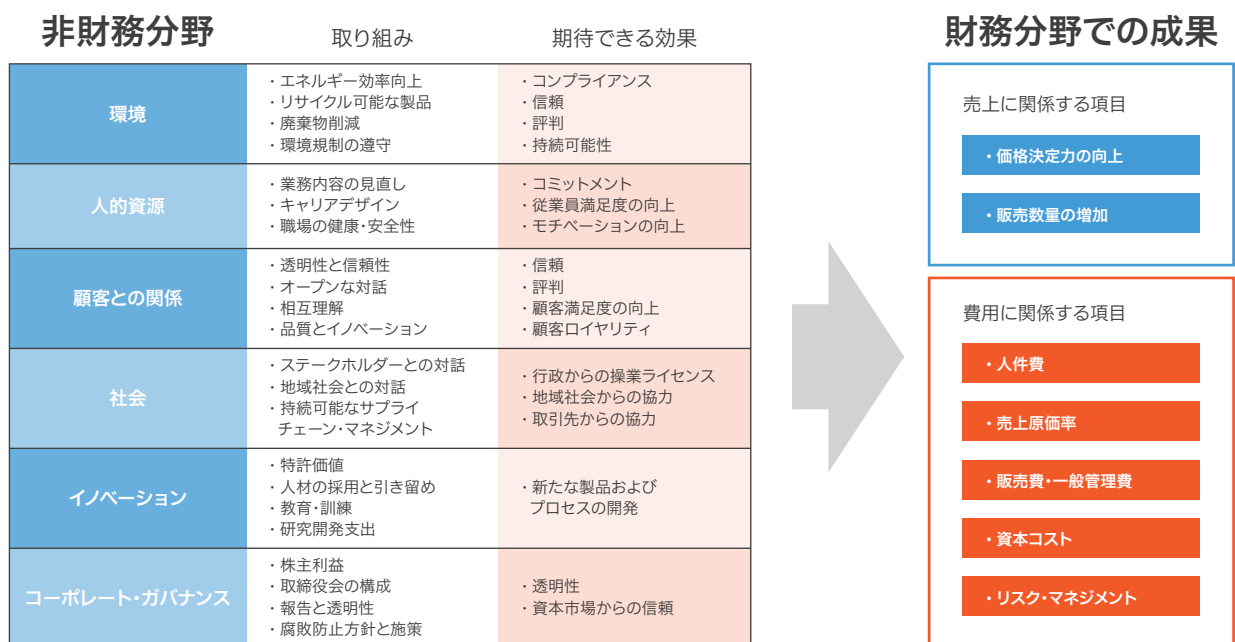 非財務分野
取り組み
期待できる効果
環境
・エネルギー効率向上
・リサイクル可能な製品
・廃棄物削減
・環境規制の遵守
・コンプライアンス
・信頼
・評判
・持続可能性
人的資源
・業務内容の見直し
・キャリアデザイン
・職場の健康・安全性
・コミットメント
・従業員満足度の向上
・モチベーションの向上
顧客との関係
・透明性と信頼性
・オープンな対話
・相互理解
・品質とイノベーション
・信頼
・評判
・顧客満足度の向上
・顧客ロイヤリティ
社会
・ステークホルダーとの対話
・地域社会との対話
・持続可能なサプライ
チェーン・マネジメント
・行政からの操業ライセンス
・地域社会からの協力
・取引先からの協力
イノベーション
・特許価値
・人材の採用と引き留め
・教育・訓練
・研究開発支出
・新たな製品および
プロセスの開発
コーポレート・ガバナンス
・株主利益
・取締役会の構成
・報告と透明性
・腐敗防止方針と施策
・透明性
・資本市場からの信頼
財務分野での成果
売上に関係する項目
・価格決定力の向上
・販売数量の増加
費用に関係する項目
・人件費
・売上原価率
・販売費・一般管理費
・資本コスト
・リスク・マネジメント